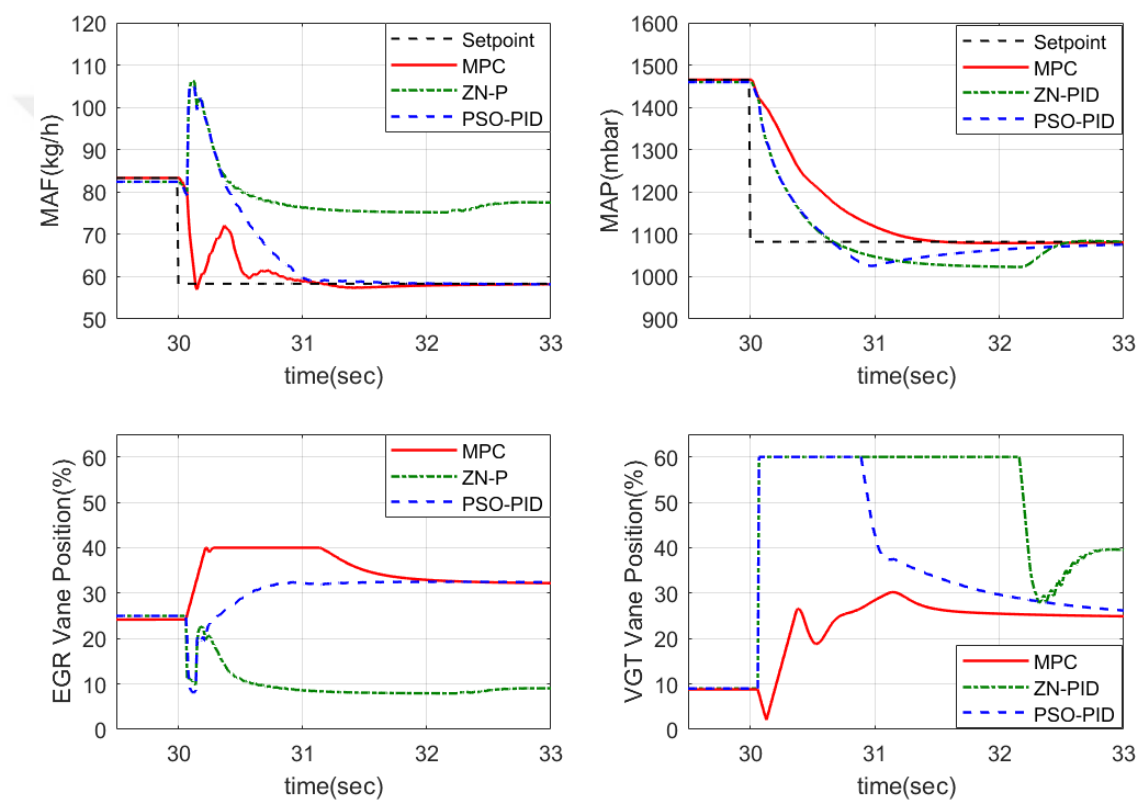 120
110
100
90
80
70
60
50
MAF(kg/h)
Setpoint
MPC
ZN-P
PSO-PID
30
31
32
33
time(sec)
1600
1500
1400
1300
1200
1100
1000
900
MAP(mbar)
Setpoint
MPC
ZN-PID
PSO-PID
30
31
32
33
time(sec)
60
50
40
30
20
10
0
EGR Vane Position(%)
MPC
ZN-P
PSO-PID
30
31
32
33
time(sec)
60
50
40
30
20
10
0
VGT Vane Position(%)
MPC
ZN-PID
PSO-PID
30
31
32
33
time(sec)